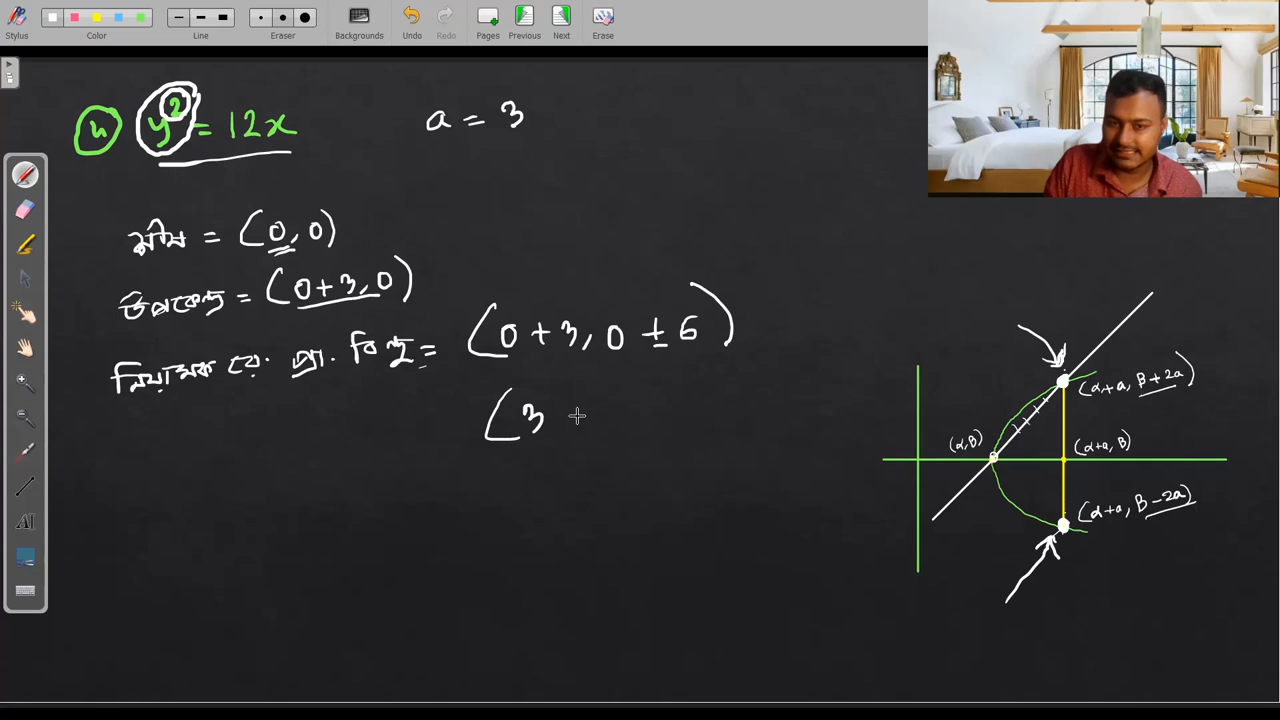 Stylus
Color
Line
Eraser
Backgrounds
Undo
Redo
Pages
Previous
Next
Erase
y² = 12x
a = 3
শীর্ষ = (0, 0)
উপকেন্দ্র = (0+3, 0)
নিয়ামক রে. প্রা. বিন্দু = (0 + 3, 0 ± 6)
(3
(α+a, β+2a)
(α,β)
(α+a, β)
(α+a, β-2a)